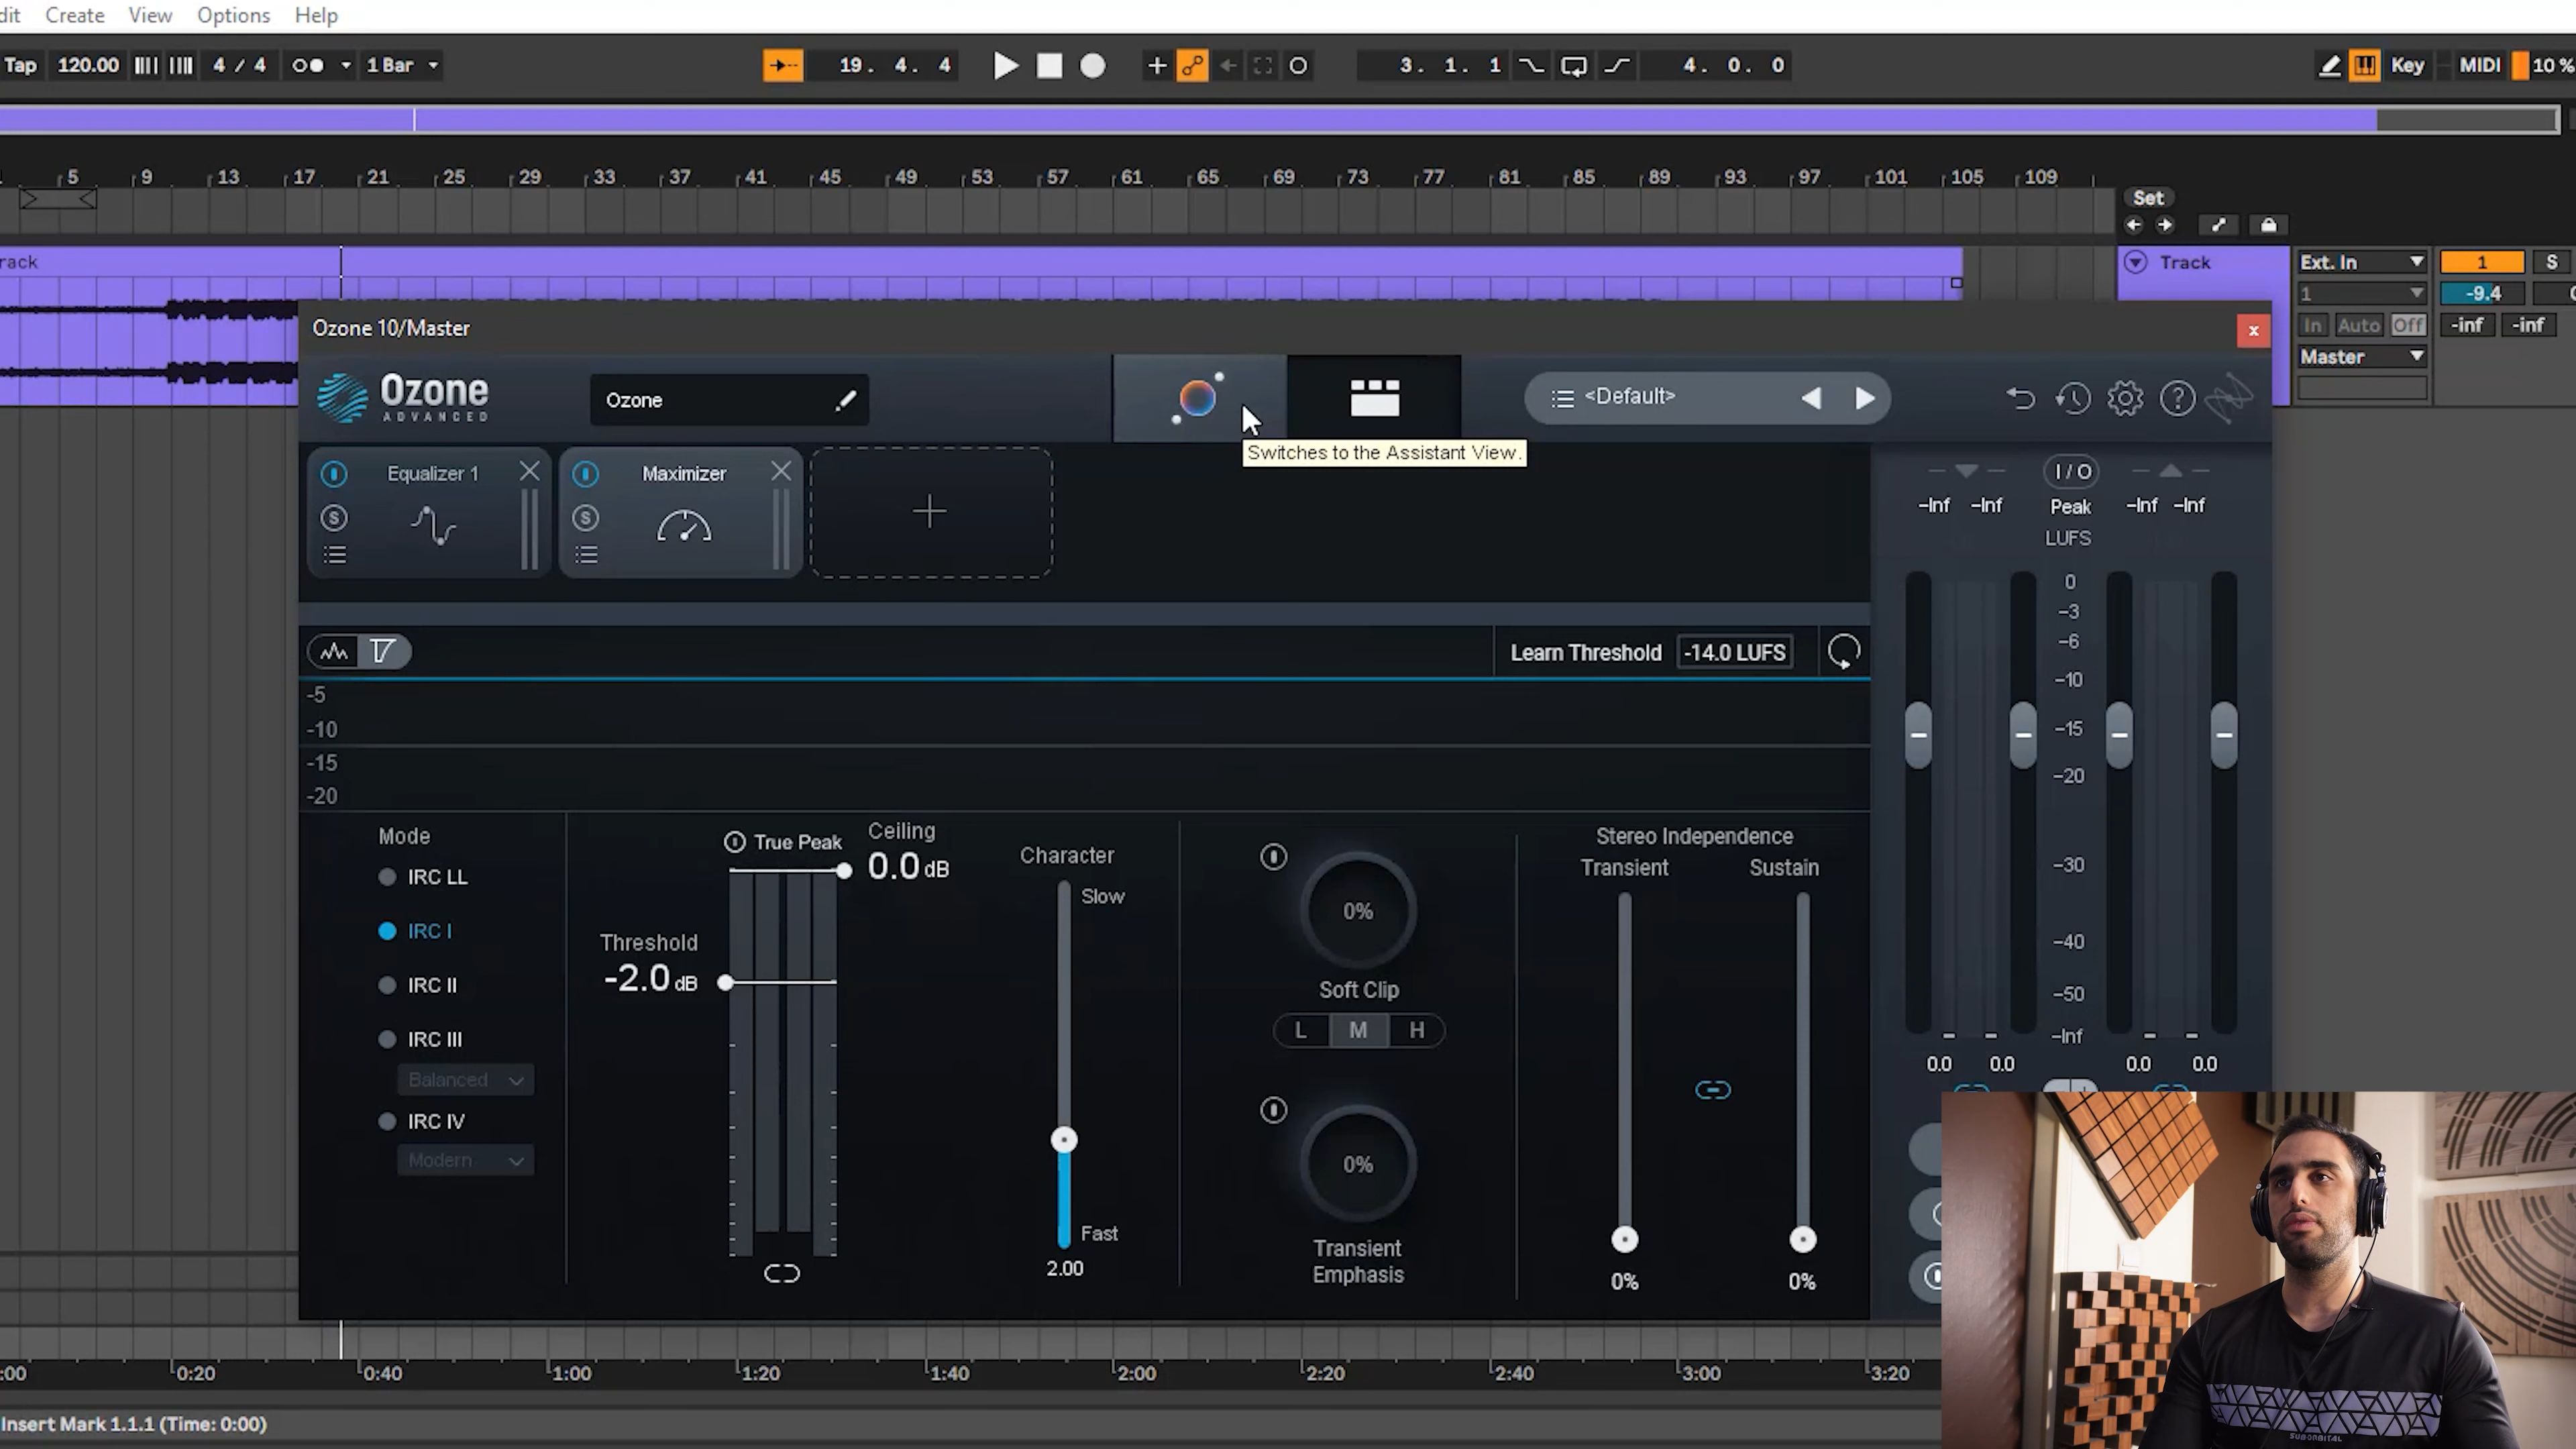 dit Create View Options Help
Tap 120.00 4 / 4 1 Bar 19. 4. 4 3. 1. 1 4. 0. 0 Key MIDI 10 %
5 9 13 17 21 25 29 33 37 41 45 49 53 57 61 65 69 73 77 81 85 89 93 97 101 105 109
Set
rack
Track Ext. In 1 S
1 -9.4
In Auto Off -inf -inf
Master
Ozone 10/Master x
Ozone
ADVANCED
Ozone
<Default>
Switches to the Assistant View.
Equalizer 1
S
Maximizer
S
I / O
-Inf -Inf Peak -Inf -Inf
LUFS
Learn Threshold -14.0 LUFS
-5
-10
-15
-20
0
-3
-6
-10
-15
-20
-30
-40
-50
-Inf
0.0 0.0 0.0 0.0
Mode
IRC LL
IRC I
IRC II
IRC III
Balanced
IRC IV
Modern
True Peak
Ceiling
0.0 dB
Threshold
-2.0 dB
Character
Slow
Fast
2.00
0%
Soft Clip
L M H
0%
Transient
Emphasis
Stereo Independence
Transient Sustain
0% 0%
:00 0:20 0:40 1:00 1:20 1:40 2:00 2:20 2:40 3:00 3:20
Insert Mark 1.1.1 (Time: 0:00)
SUBORBITAL